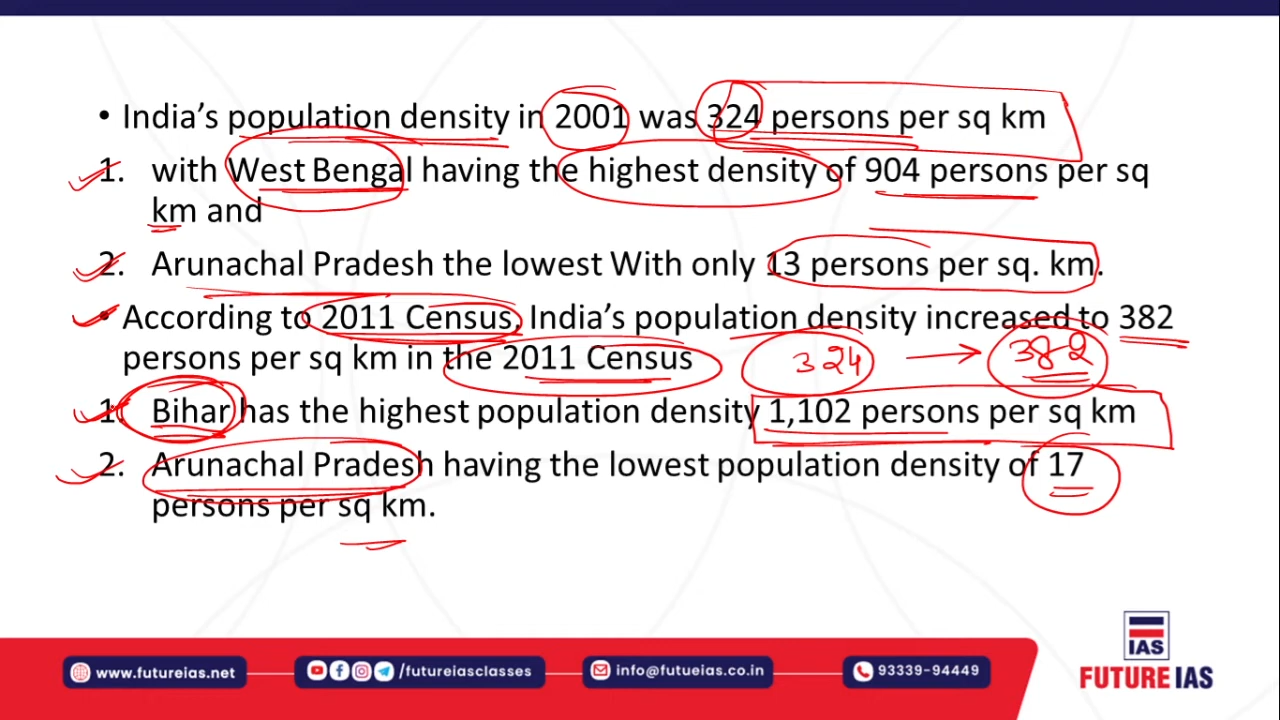 • India's population density in 2001 was 324 persons per sq km
1. with West Bengal having the highest density of 904 persons per sq
km and
2. Arunachal Pradesh the lowest With only 13 persons per sq. km.
• According to 2011 Census, India's population density increased to 382
persons per sq km in the 2011 Census
324 → 382
1. Bihar has the highest population density 1,102 persons per sq km
2. Arunachal Pradesh having the lowest population density of 17
persons per sq km.
IAS
FUTURE IAS
www.futureias.net
/futureiasclasses
info@futueias.co.in
93339-94449